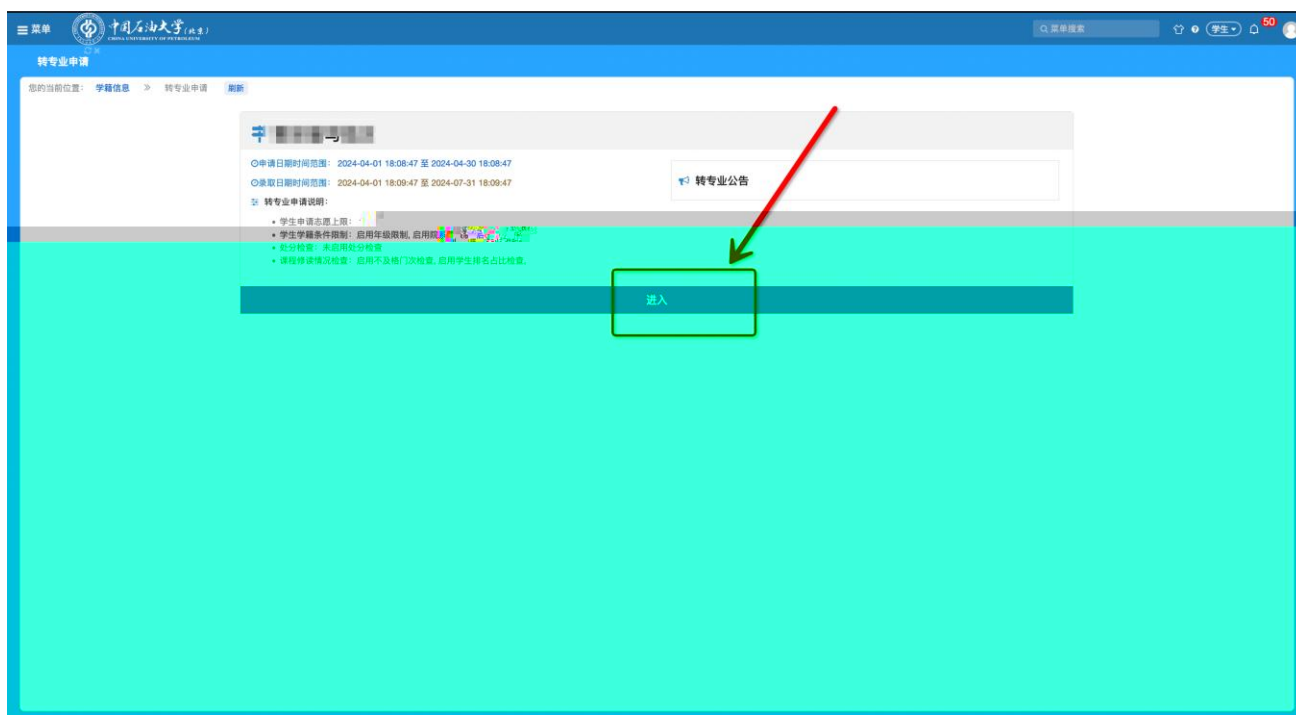 菜单 中国石油大学(北京) 菜单搜索 学生 50
CHINA UNIVERSITY OF PETROLEUM
转专业申请
您的当前位置: 学籍信息 » 转专业申请 刷新
申请日期时间范围: 2024-04-01 18:08:47 至 2024-04-30 18:08:47
录取日期时间范围: 2024-04-01 18:09:47 至 2024-07-31 18:09:47
转专业公告
转专业申请说明:
• 学生申请志愿上限:
• 学生学籍条件限制: 启用年级限制, 启用院
• 处分检查: 未启用处分检查
• 课程修读情况检查: 启用不及格门次检查, 启用学生排名占比检查,
进入